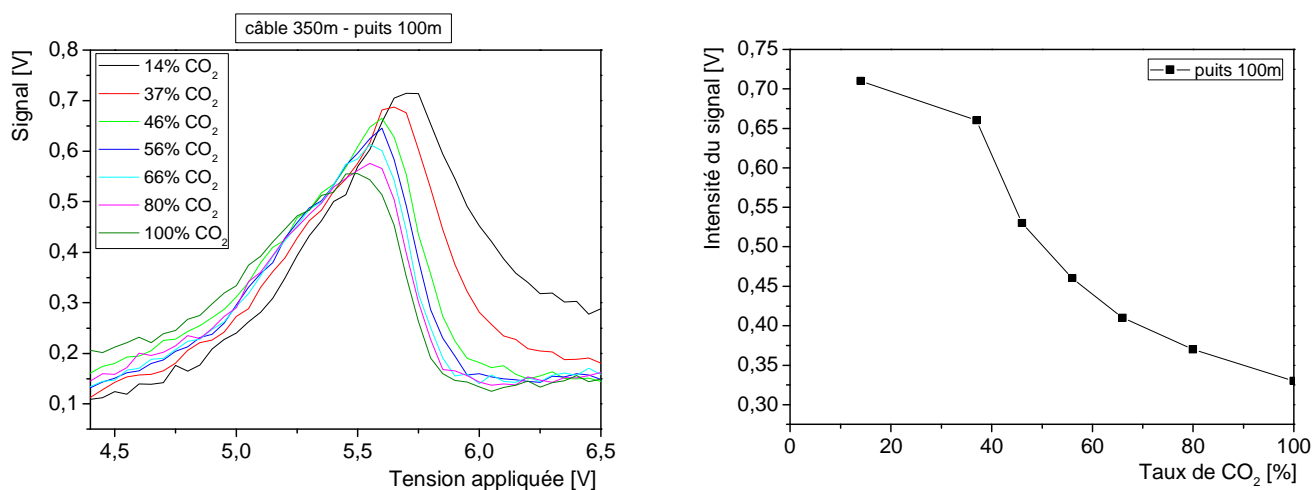 câble 350m - puits 100m
0,8
0,7
0,6
0,5
0,4
0,3
0,2
0,1
Signal [V]
14% CO2
37% CO2
46% CO2
56% CO2
66% CO2
80% CO2
100% CO2
4,5 5,0 5,5 6,0 6,5
Tension appliquée [V]
0,75
0,70
0,65
0,60
0,55
0,50
0,45
0,40
0,35
0,30
Intensité du signal [V]
puits 100m
0 20 40 60 80 100
Taux de CO2 [%]